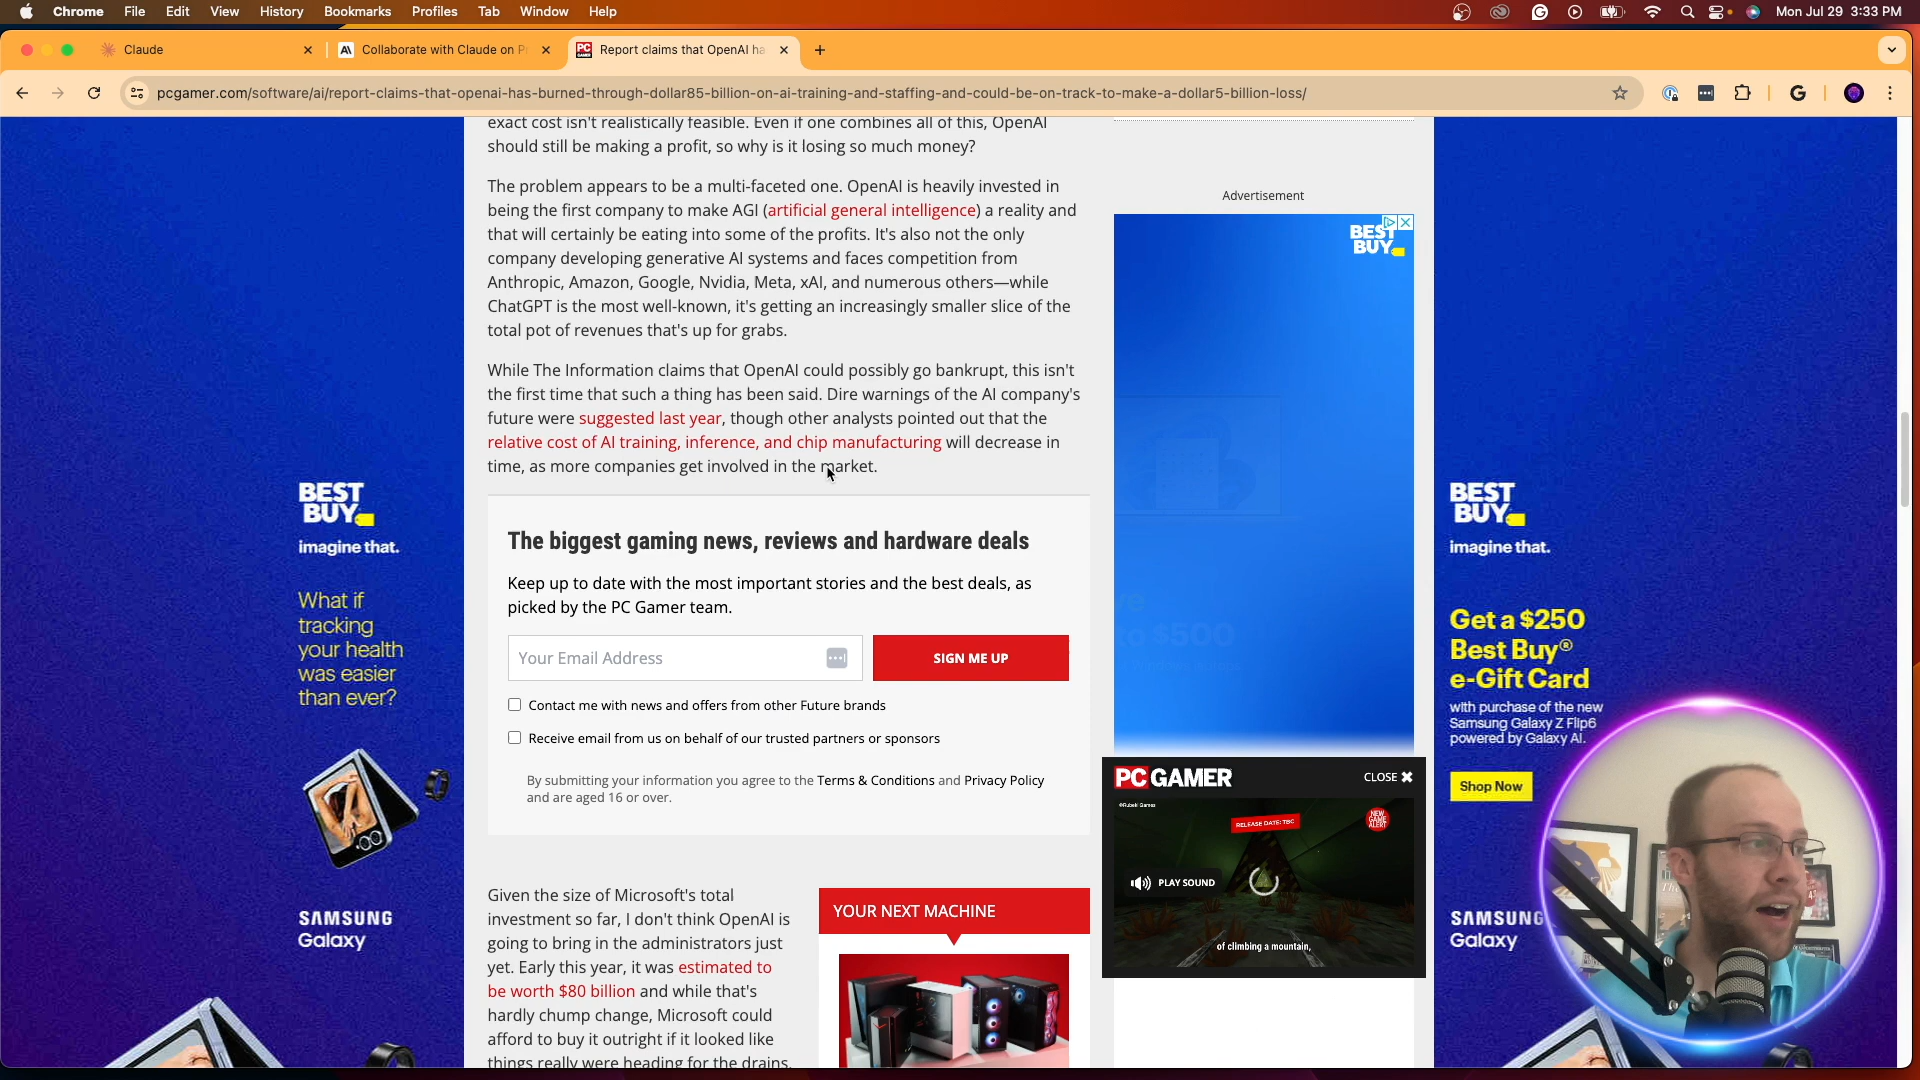 Chrome File Edit View History Bookmarks Profiles Tab Window Help
Mon Jul 29 3:33 PM
Claude
Collaborate with Claude on P
Report claims that OpenAI ha
pcgamer.com/software/ai/report-claims-that-openai-has-burned-through-dollar85-billion-on-ai-training-and-staffing-and-could-be-on-track-to-make-a-dollar5-billion-loss/
exact cost isn't realistically feasible. Even if one combines all of this, OpenAI
should still be making a profit, so why is it losing so much money?
The problem appears to be a multi-faceted one. OpenAI is heavily invested in
being the first company to make AGI (artificial general intelligence) a reality and
that will certainly be eating into some of the profits. It's also not the only
company developing generative AI systems and faces competition from
Anthropic, Amazon, Google, Nvidia, Meta, xAI, and numerous others—while
ChatGPT is the most well-known, it's getting an increasingly smaller slice of the
total pot of revenues that's up for grabs.
While The Information claims that OpenAI could possibly go bankrupt, this isn't
the first time that such a thing has been said. Dire warnings of the AI company's
future were suggested last year, though other analysts pointed out that the
relative cost of AI training, inference, and chip manufacturing will decrease in
time, as more companies get involved in the market.
The biggest gaming news, reviews and hardware deals
Keep up to date with the most important stories and the best deals, as
picked by the PC Gamer team.
Your Email Address
SIGN ME UP
Contact me with news and offers from other Future brands
Receive email from us on behalf of our trusted partners or sponsors
By submitting your information you agree to the Terms & Conditions and Privacy Policy
and are aged 16 or over.
Given the size of Microsoft's total
investment so far, I don't think OpenAI is
going to bring in the administrators just
yet. Early this year, it was estimated to
be worth $80 billion and while that's
hardly chump change, Microsoft could
afford to buy it outright if it looked like
things really were heading for the drains.
YOUR NEXT MACHINE
Advertisement
BEST
BUY
to $500
PC GAMER
CLOSE
©Rubeki Games
RELEASE DATE: TBC
NEW
GAME
ALERT
PLAY SOUND
of climbing a mountain,
BEST
BUY
imagine that.
What if
tracking
your health
was easier
than ever?
SAMSUNG
Galaxy
BEST
BUY
imagine that.
Get a $250
Best Buy®
e-Gift Card
with purchase of the new
Samsung Galaxy Z Flip6
powered by Galaxy AI.
Shop Now
SAMSUNG
Galaxy